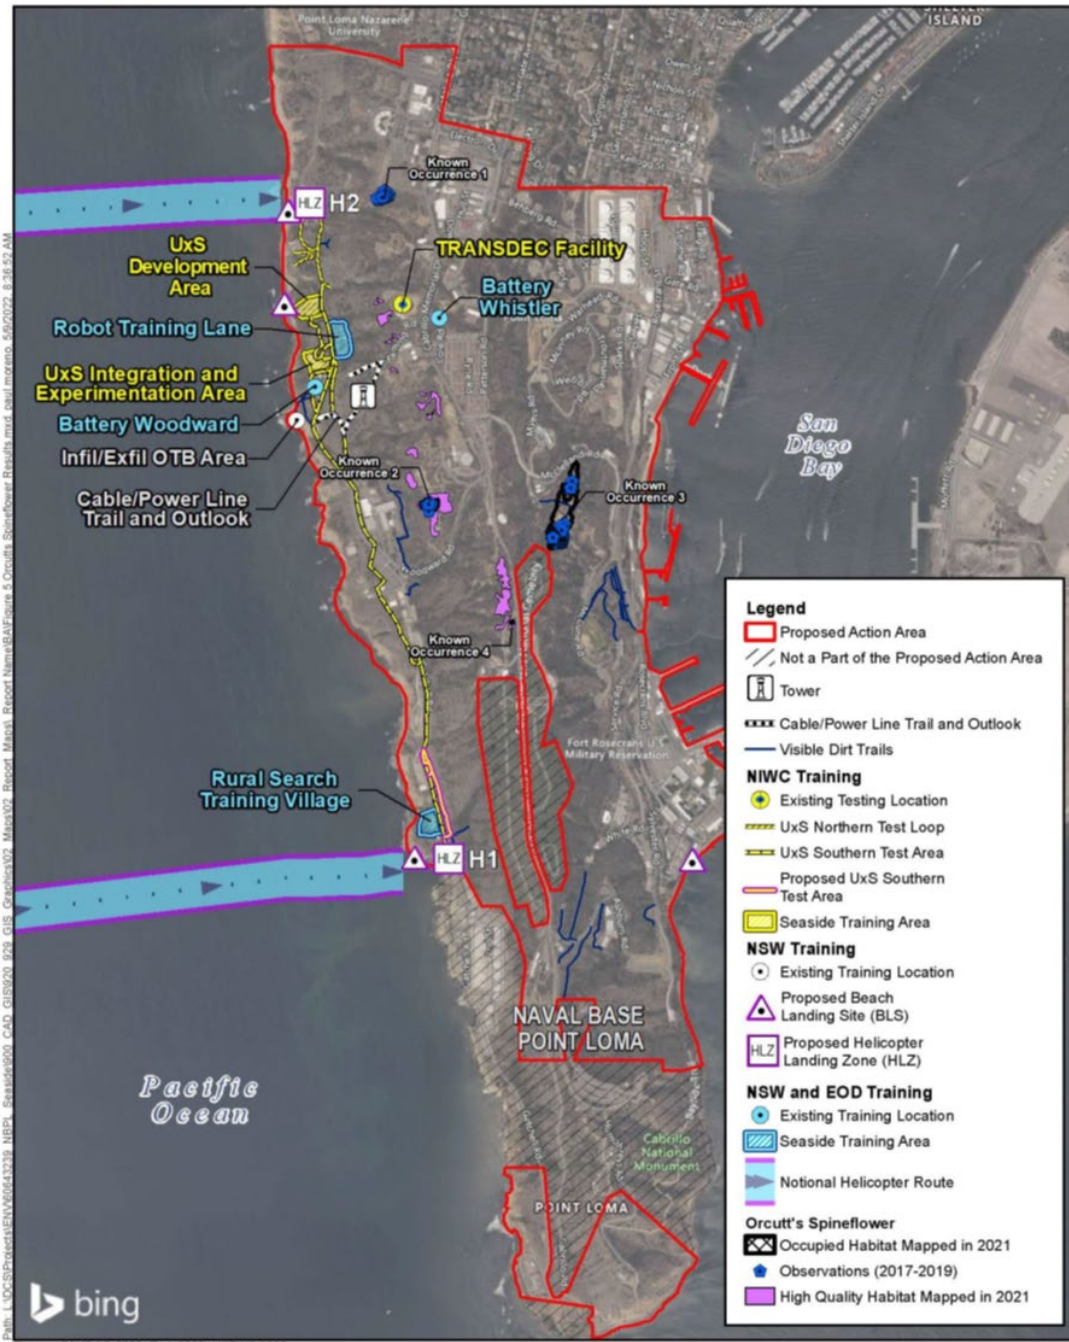 Point Loma Nazarene
University
SHELTER
ISLAND
Known
Occurrence 1
HLZ
H2
UxS
Development
Area
TRANSDEC Facility
Battery
Whistler
Robot Training Lane
UxS Integration and
Experimentation Area
Battery Woodward
Infil/Exfil OTB Area
Cable/Power Line
Trail and Outlook
Known
Occurrence 2
Known
Occurrence 3
San
Diego
Bay
Woodward Rd
Known
Occurrence 4
Fort Rosecrans U.S.
Military Reservation
Rural Search
Training Village
White Rd
HLZ
H1
NAVAL BASE
POINT LOMA
Pacific
Ocean
Cabrillo
National
Monument
POINT LOMA
bing
Legend
Proposed Action Area
Not a Part of the Proposed Action Area
Tower
Cable/Power Line Trail and Outlook
Visible Dirt Trails
NIWC Training
Existing Testing Location
UxS Northern Test Loop
UxS Southern Test Area
Proposed UxS Southern
Test Area
Seaside Training Area
NSW Training
Existing Training Location
Proposed Beach
Landing Site (BLS)
HLZ
Proposed Helicopter
Landing Zone (HLZ)
NSW and EOD Training
Existing Training Location
Seaside Training Area
Notional Helicopter Route
Orcutt's Spineflower
Occupied Habitat Mapped in 2021
Observations (2017-2019)
High Quality Habitat Mapped in 2021